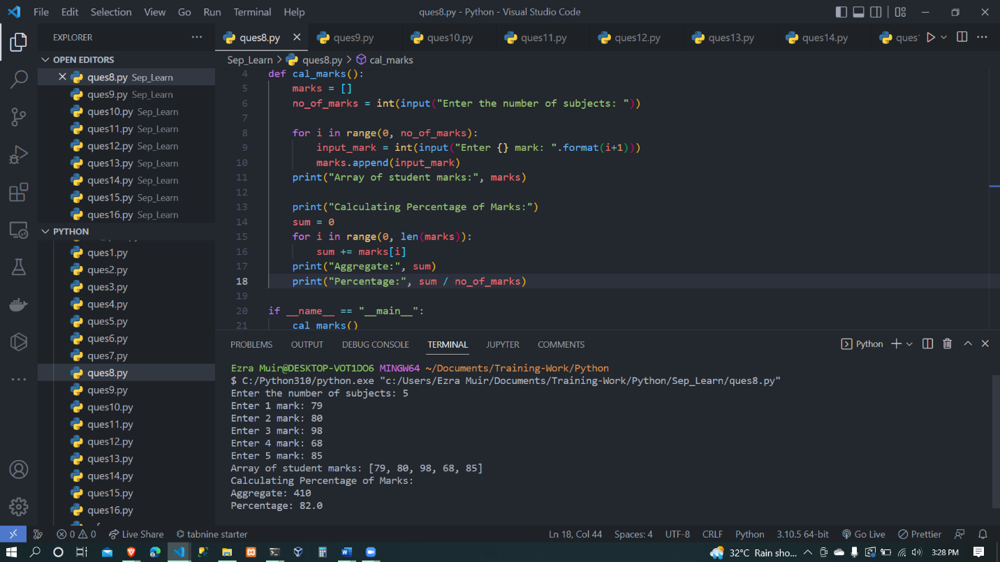 File Edit Selection View Go Run Terminal Help
ques8.py - Python - Visual Studio Code
EXPLORER
OPEN EDITORS
ques8.py Sep_Learn
ques9.py Sep_Learn
ques10.py Sep_Learn
ques11.py Sep_Learn
ques12.py Sep_Learn
ques13.py Sep_Learn
ques14.py Sep_Learn
ques15.py Sep_Learn
ques16.py Sep_Learn
PYTHON
ques1.py
ques2.py
ques3.py
ques4.py
ques5.py
ques6.py
ques7.py
ques8.py
ques9.py
ques10.py
ques11.py
ques12.py
ques13.py
ques14.py
ques15.py
ques16.py
ques8.py ques9.py ques10.py ques11.py ques12.py ques13.py ques14.py ques
Sep_Learn > ques8.py > cal_marks
4 def cal_marks():
5 marks = []
6 no_of_marks = int(input("Enter the number of subjects: "))
7
8 for i in range(0, no_of_marks):
9 input_mark = int(input("Enter {} mark: ".format(i+1)))
10 marks.append(input_mark)
11 print("Array of student marks:", marks)
12
13 print("Calculating Percentage of Marks:")
14 sum = 0
15 for i in range(0, len(marks)):
16 sum += marks[i]
17 print("Aggregate:", sum)
18 print("Percentage:", sum / no_of_marks)
19
20 if __name__ == "__main__":
21 cal_marks()
PROBLEMS OUTPUT DEBUG CONSOLE TERMINAL JUPYTER COMMENTS
Python
Ezra Muir@DESKTOP-VOT1DO6 MINGW64 ~/Documents/Training-Work/Python
$ C:/Python310/python.exe "c:/Users/Ezra Muir/Documents/Training-Work/Python/Sep_Learn/ques8.py"
Enter the number of subjects: 5
Enter 1 mark: 79
Enter 2 mark: 80
Enter 3 mark: 98
Enter 4 mark: 68
Enter 5 mark: 85
Array of student marks: [79, 80, 98, 68, 85]
Calculating Percentage of Marks:
Aggregate: 410
Percentage: 82.0
0 0 Live Share tabnine starter
Ln 18, Col 44 Spaces: 4 UTF-8 CRLF Python 3.10.5 64-bit Go Live Prettier
32°C Rain sho... 3:28 PM